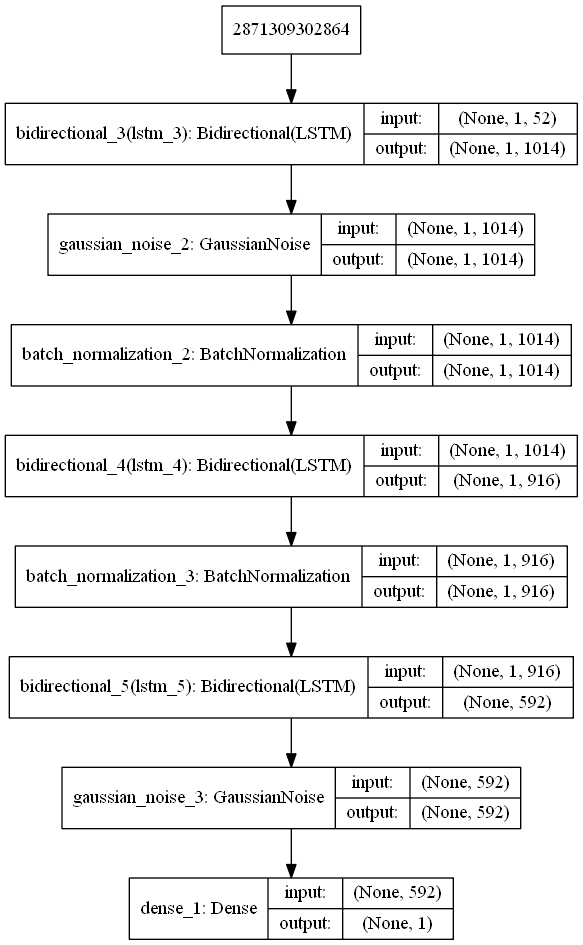 2871309302864
bidirectional_3(lstm_3): Bidirectional(LSTM)
input: (None, 1, 52)
output: (None, 1, 1014)
gaussian_noise_2: GaussianNoise
input: (None, 1, 1014)
output: (None, 1, 1014)
batch_normalization_2: BatchNormalization
input: (None, 1, 1014)
output: (None, 1, 1014)
bidirectional_4(lstm_4): Bidirectional(LSTM)
input: (None, 1, 1014)
output: (None, 1, 916)
batch_normalization_3: BatchNormalization
input: (None, 1, 916)
output: (None, 1, 916)
bidirectional_5(lstm_5): Bidirectional(LSTM)
input: (None, 1, 916)
output: (None, 592)
gaussian_noise_3: GaussianNoise
input: (None, 592)
output: (None, 592)
dense_1: Dense
input: (None, 592)
output: (None, 1)